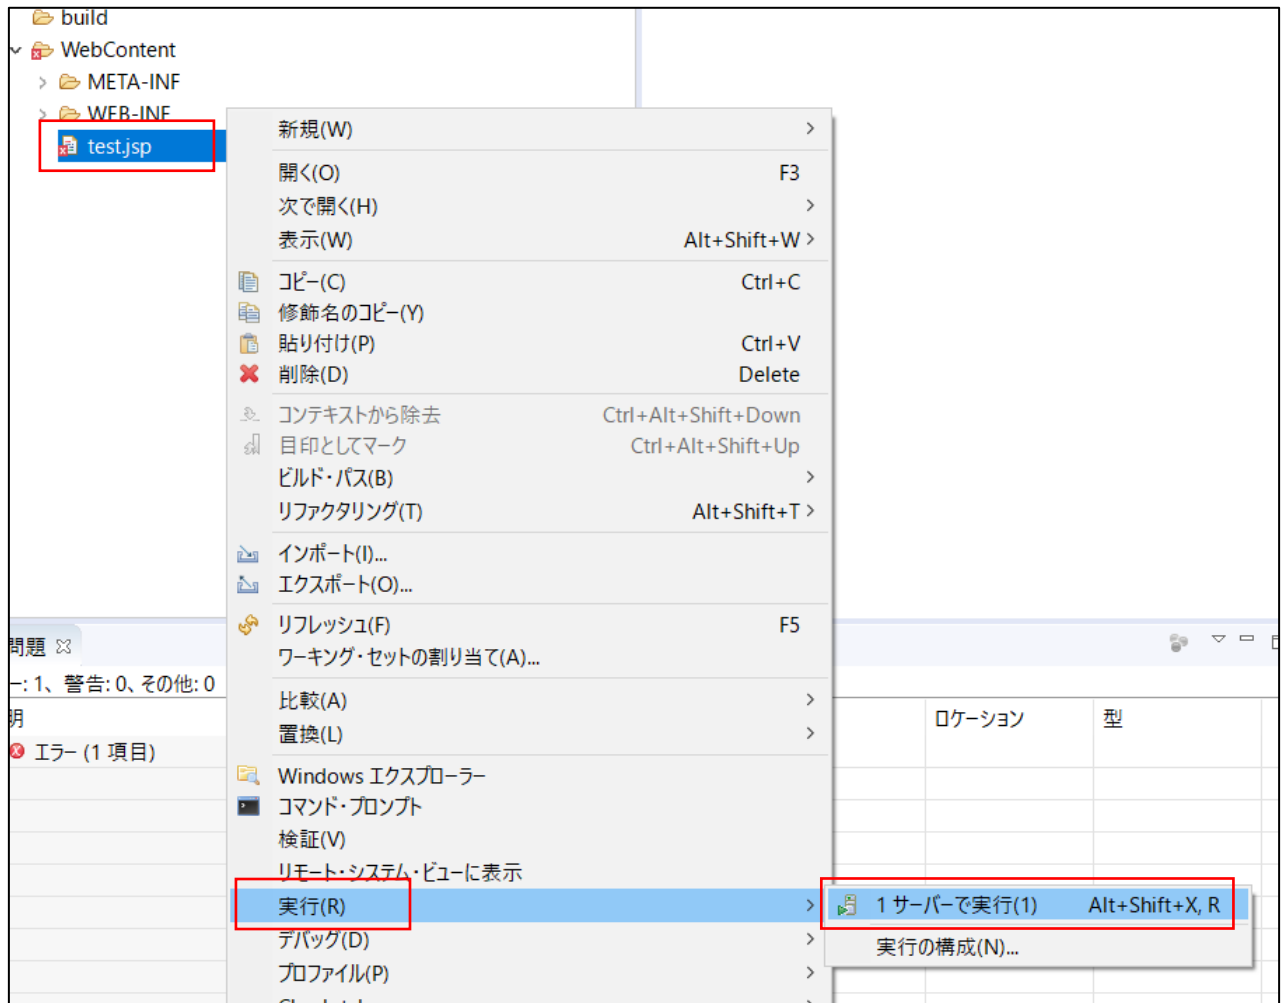 build
WebContent
META-INF
WEB-INF
test.jsp
新規(W)
開く(O) F3
次で開く(H)
表示(W) Alt+Shift+W
コピー(C) Ctrl+C
修飾名のコピー(Y)
貼り付け(P) Ctrl+V
削除(D) Delete
コンテキストから除去 Ctrl+Alt+Shift+Down
目印としてマーク Ctrl+Alt+Shift+Up
ビルド・パス(B)
リファクタリング(T) Alt+Shift+T
インポート(I)...
エクスポート(O)...
リフレッシュ(F) F5
ワーキング・セットの割り当て(A)...
比較(A)
置換(L)
Windows エクスプローラー
コマンド・プロンプト
検証(V)
リモート・システム・ビューに表示
実行(R)
デバッグ(D)
プロファイル(P)
1 サーバーで実行(1) Alt+Shift+X, R
実行の構成(N)...
問題
ー: 1、警告: 0、その他: 0
明 ロケーション 型
エラー (1 項目)